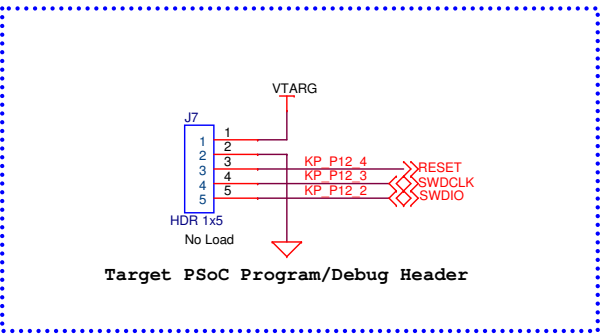 VTARG
J7
1 1
2 2
3 3 KP_P12_4 RESET
4 4 KP_P12_3 SWDCLK
5 5 KP_P12_2 SWDIO
HDR 1x5
No Load
Target PSoC Program/Debug Header